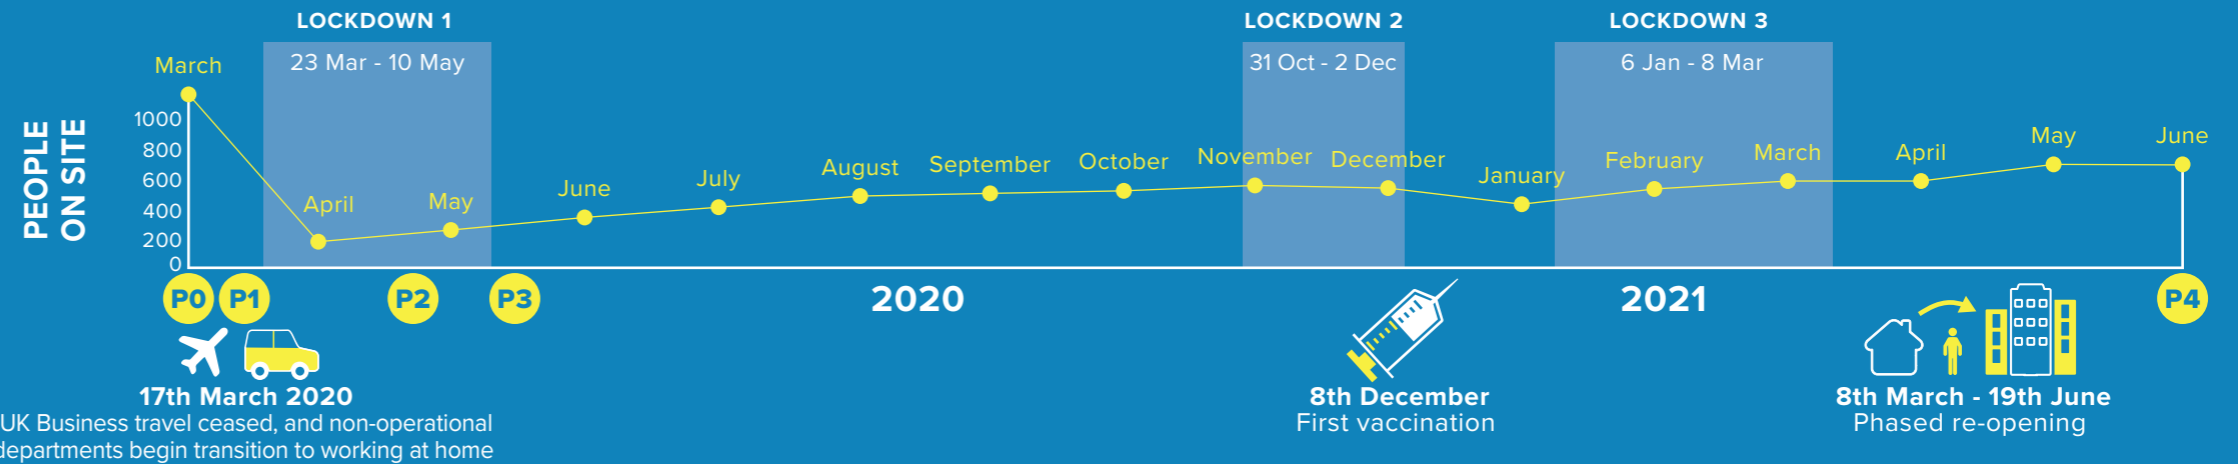 LOCKDOWN 1
LOCKDOWN 2
LOCKDOWN 3
23 Mar - 10 May
31 Oct - 2 Dec
6 Jan - 8 Mar
PEOPLE
ON SITE
1000
800
600
400
200
0
March
April
May
June
July
August
September
October
November
December
January
February
March
April
May
June
P0
P1
P2
P3
2020
2021
P4
17th March 2020
UK Business travel ceased, and non-operational
departments begin transition to working at home
8th December
First vaccination
8th March - 19th June
Phased re-opening